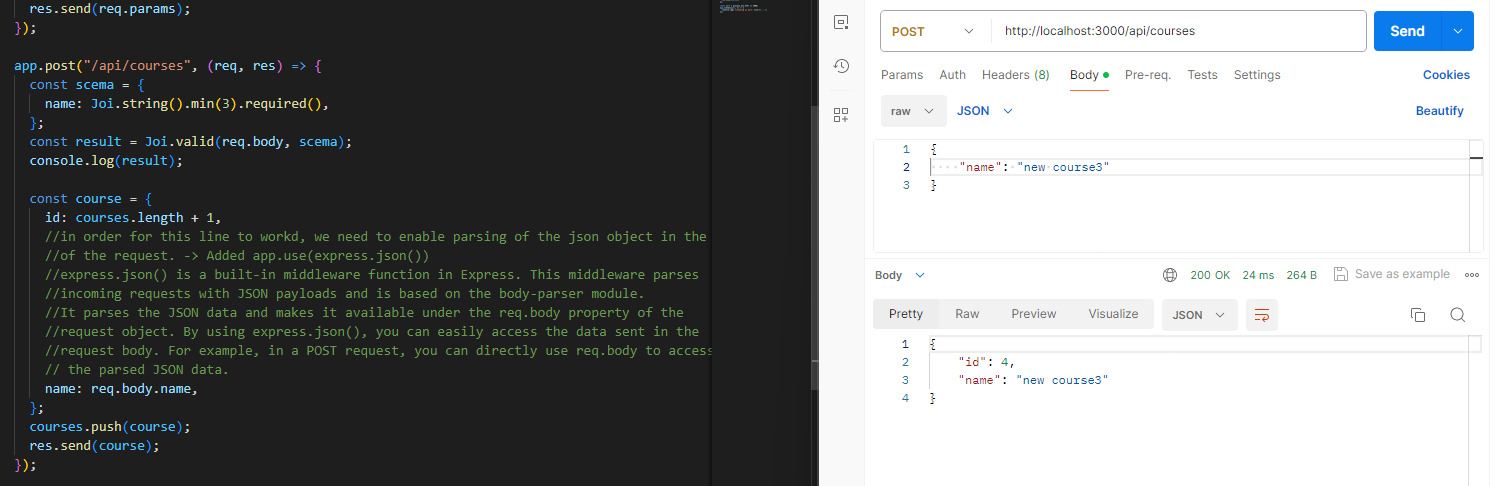 res.send(req.params);
});
app.post("/api/courses", (req, res) => {
const scema = {
name: Joi.string().min(3).required(),
};
const result = Joi.valid(req.body, scema);
console.log(result);
const course = {
id: courses.length + 1,
//in order for this line to workd, we need to enable parsing of the json object in the
//of the request. -> Added app.use(express.json())
//express.json() is a built-in middleware function in Express. This middleware parses
//incoming requests with JSON payloads and is based on the body-parser module.
//It parses the JSON data and makes it available under the req.body property of the
//request object. By using express.json(), you can easily access the data sent in the
//request body. For example, in a POST request, you can directly use req.body to access
// the parsed JSON data.
name: req.body.name,
};
courses.push(course);
res.send(course);
});
POST http://localhost:3000/api/courses Send
Params Auth Headers (8) Body Pre-req. Tests Settings Cookies
raw JSON Beautify
1 {
2 "name": "new course3"
3 }
Body 200 OK 24 ms 264 B Save as example
Pretty Raw Preview Visualize JSON
1 {
2 "id": 4,
3 "name": "new course3"
4 }